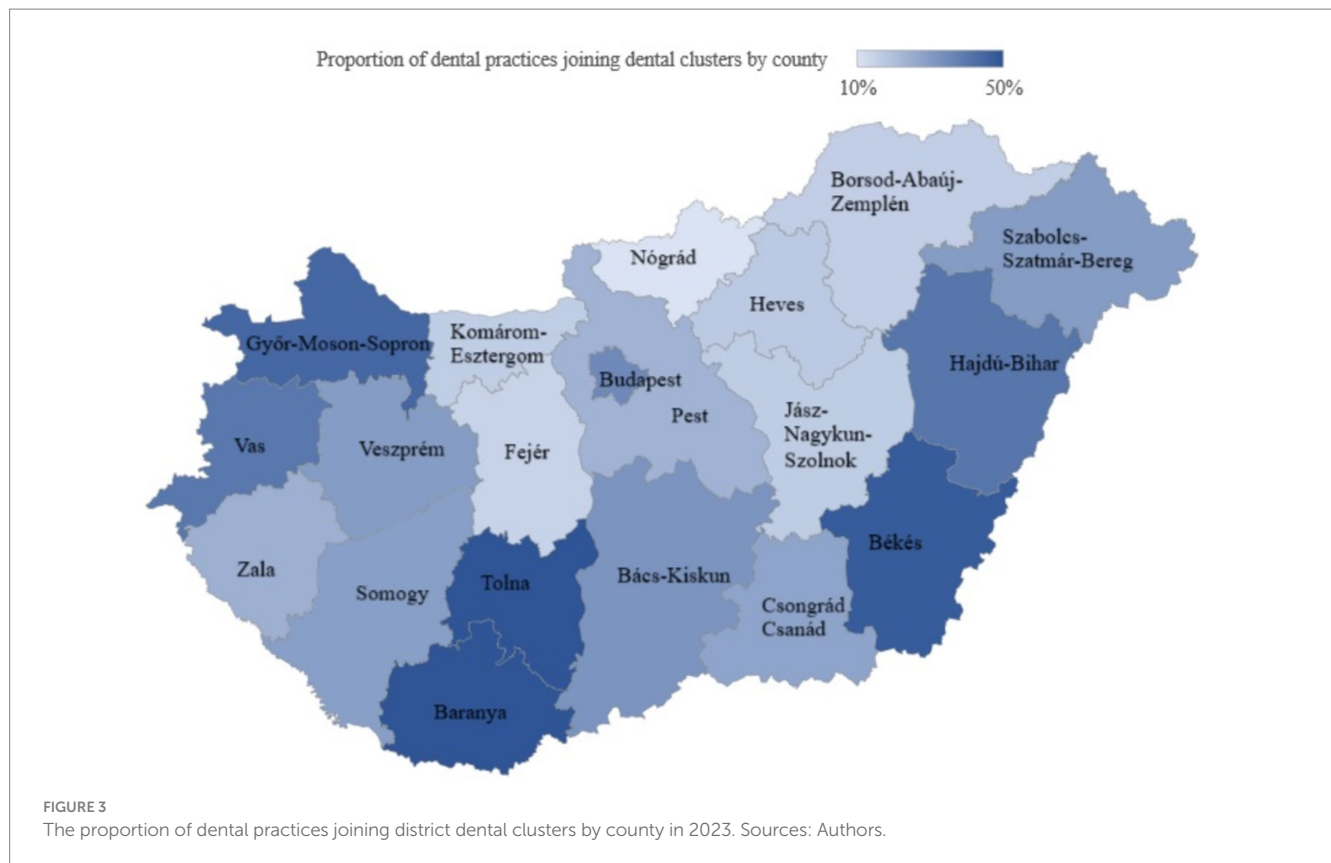 Proportion of dental practices joining dental clusters by county
10%
50%
Borsod-Abaúj-
Zemplén
Szabolcs-
Szatmár-Bereg
Nógrád
Heves
Komárom-
Esztergom
Győr-Moson-Sopron
Hajdú-Bihar
Budapest
Pest
Jász-
Nagykun-
Szolnok
Vas
Veszprém
Fejér
Békés
Zala
Somogy
Tolna
Bács-Kiskun
Csongrád
Csanád
Baranya
FIGURE 3
The proportion of dental practices joining district dental clusters by county in 2023. Sources: Authors.